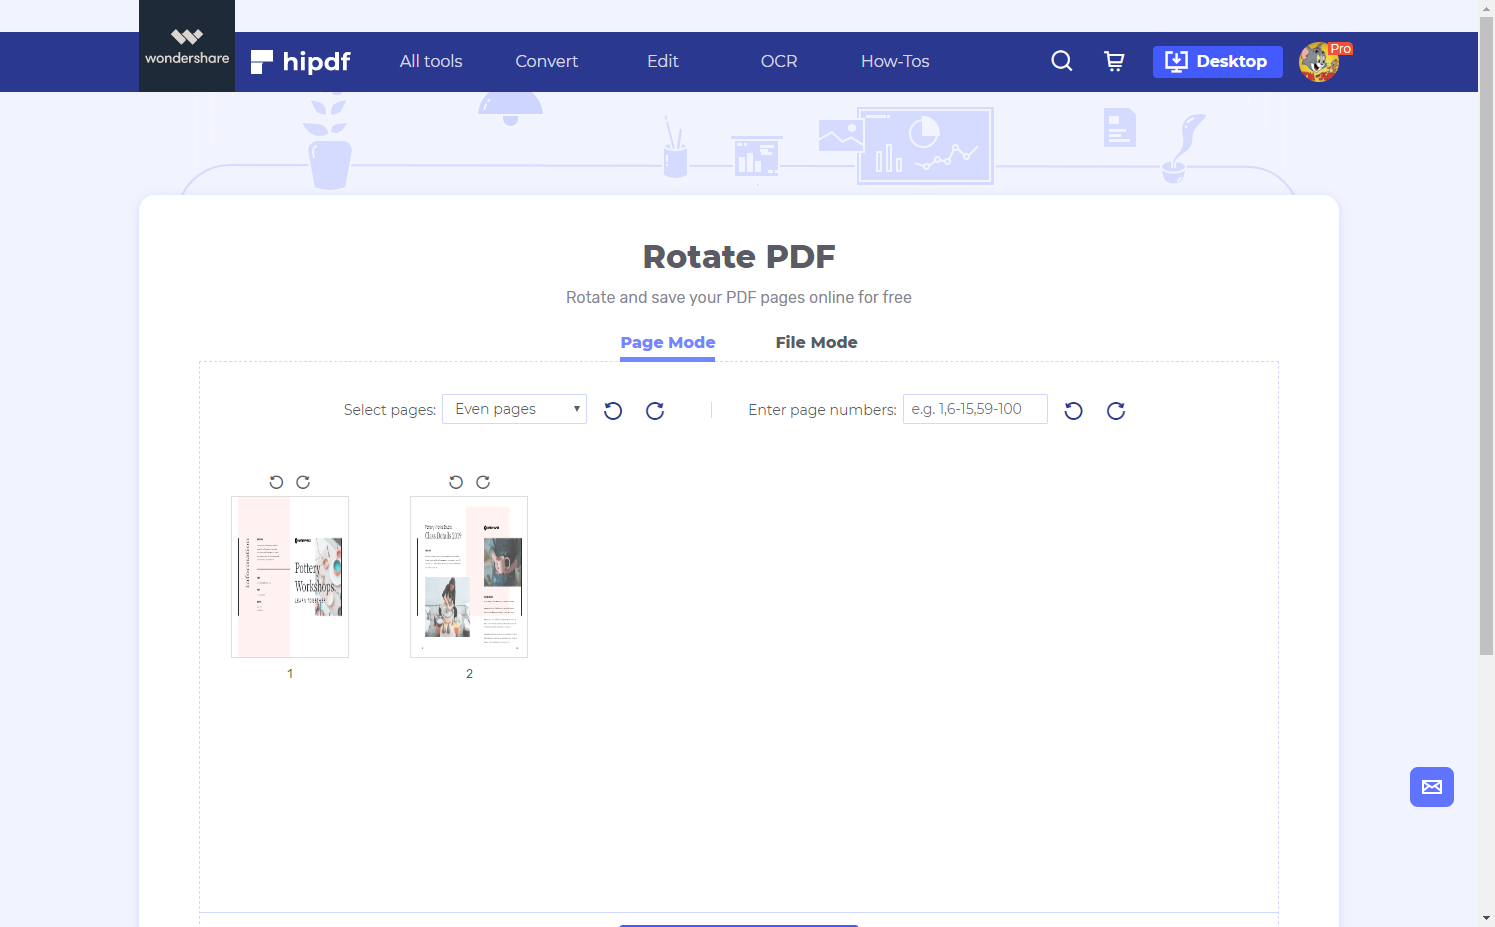 wondershare
hipdf
All tools
Convert
Edit
OCR
How-Tos
Desktop
Pro
Rotate PDF
Rotate and save your PDF pages online for free
Page Mode
File Mode
Select pages:
Even pages
Enter page numbers:
e.g. 1,6-15,59-100
Information
Pottery
Workshops
LEARN TOGETHER
Class Details 2019
1
2